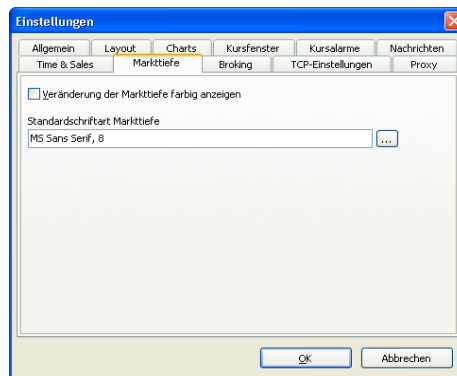 Einstellungen
Allgemein Layout Charts Kursfenster Kursalarme Nachrichten
Time & Sales Markttiefe Broking TCP-Einstellungen Proxy
Veränderung der Markttiefe farbig anzeigen
Standardschriftart Markttiefe
MS Sans Serif, 8 ...
OK Abbrechen